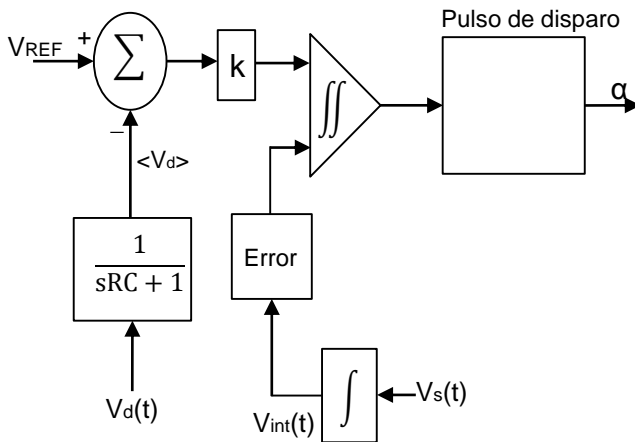 Pulso de disparo
VREF
+
∑
k
∬
α
−
<Vd>
1
sRC + 1
Error
Vd(t)
Vint(t)
∫
Vs(t)